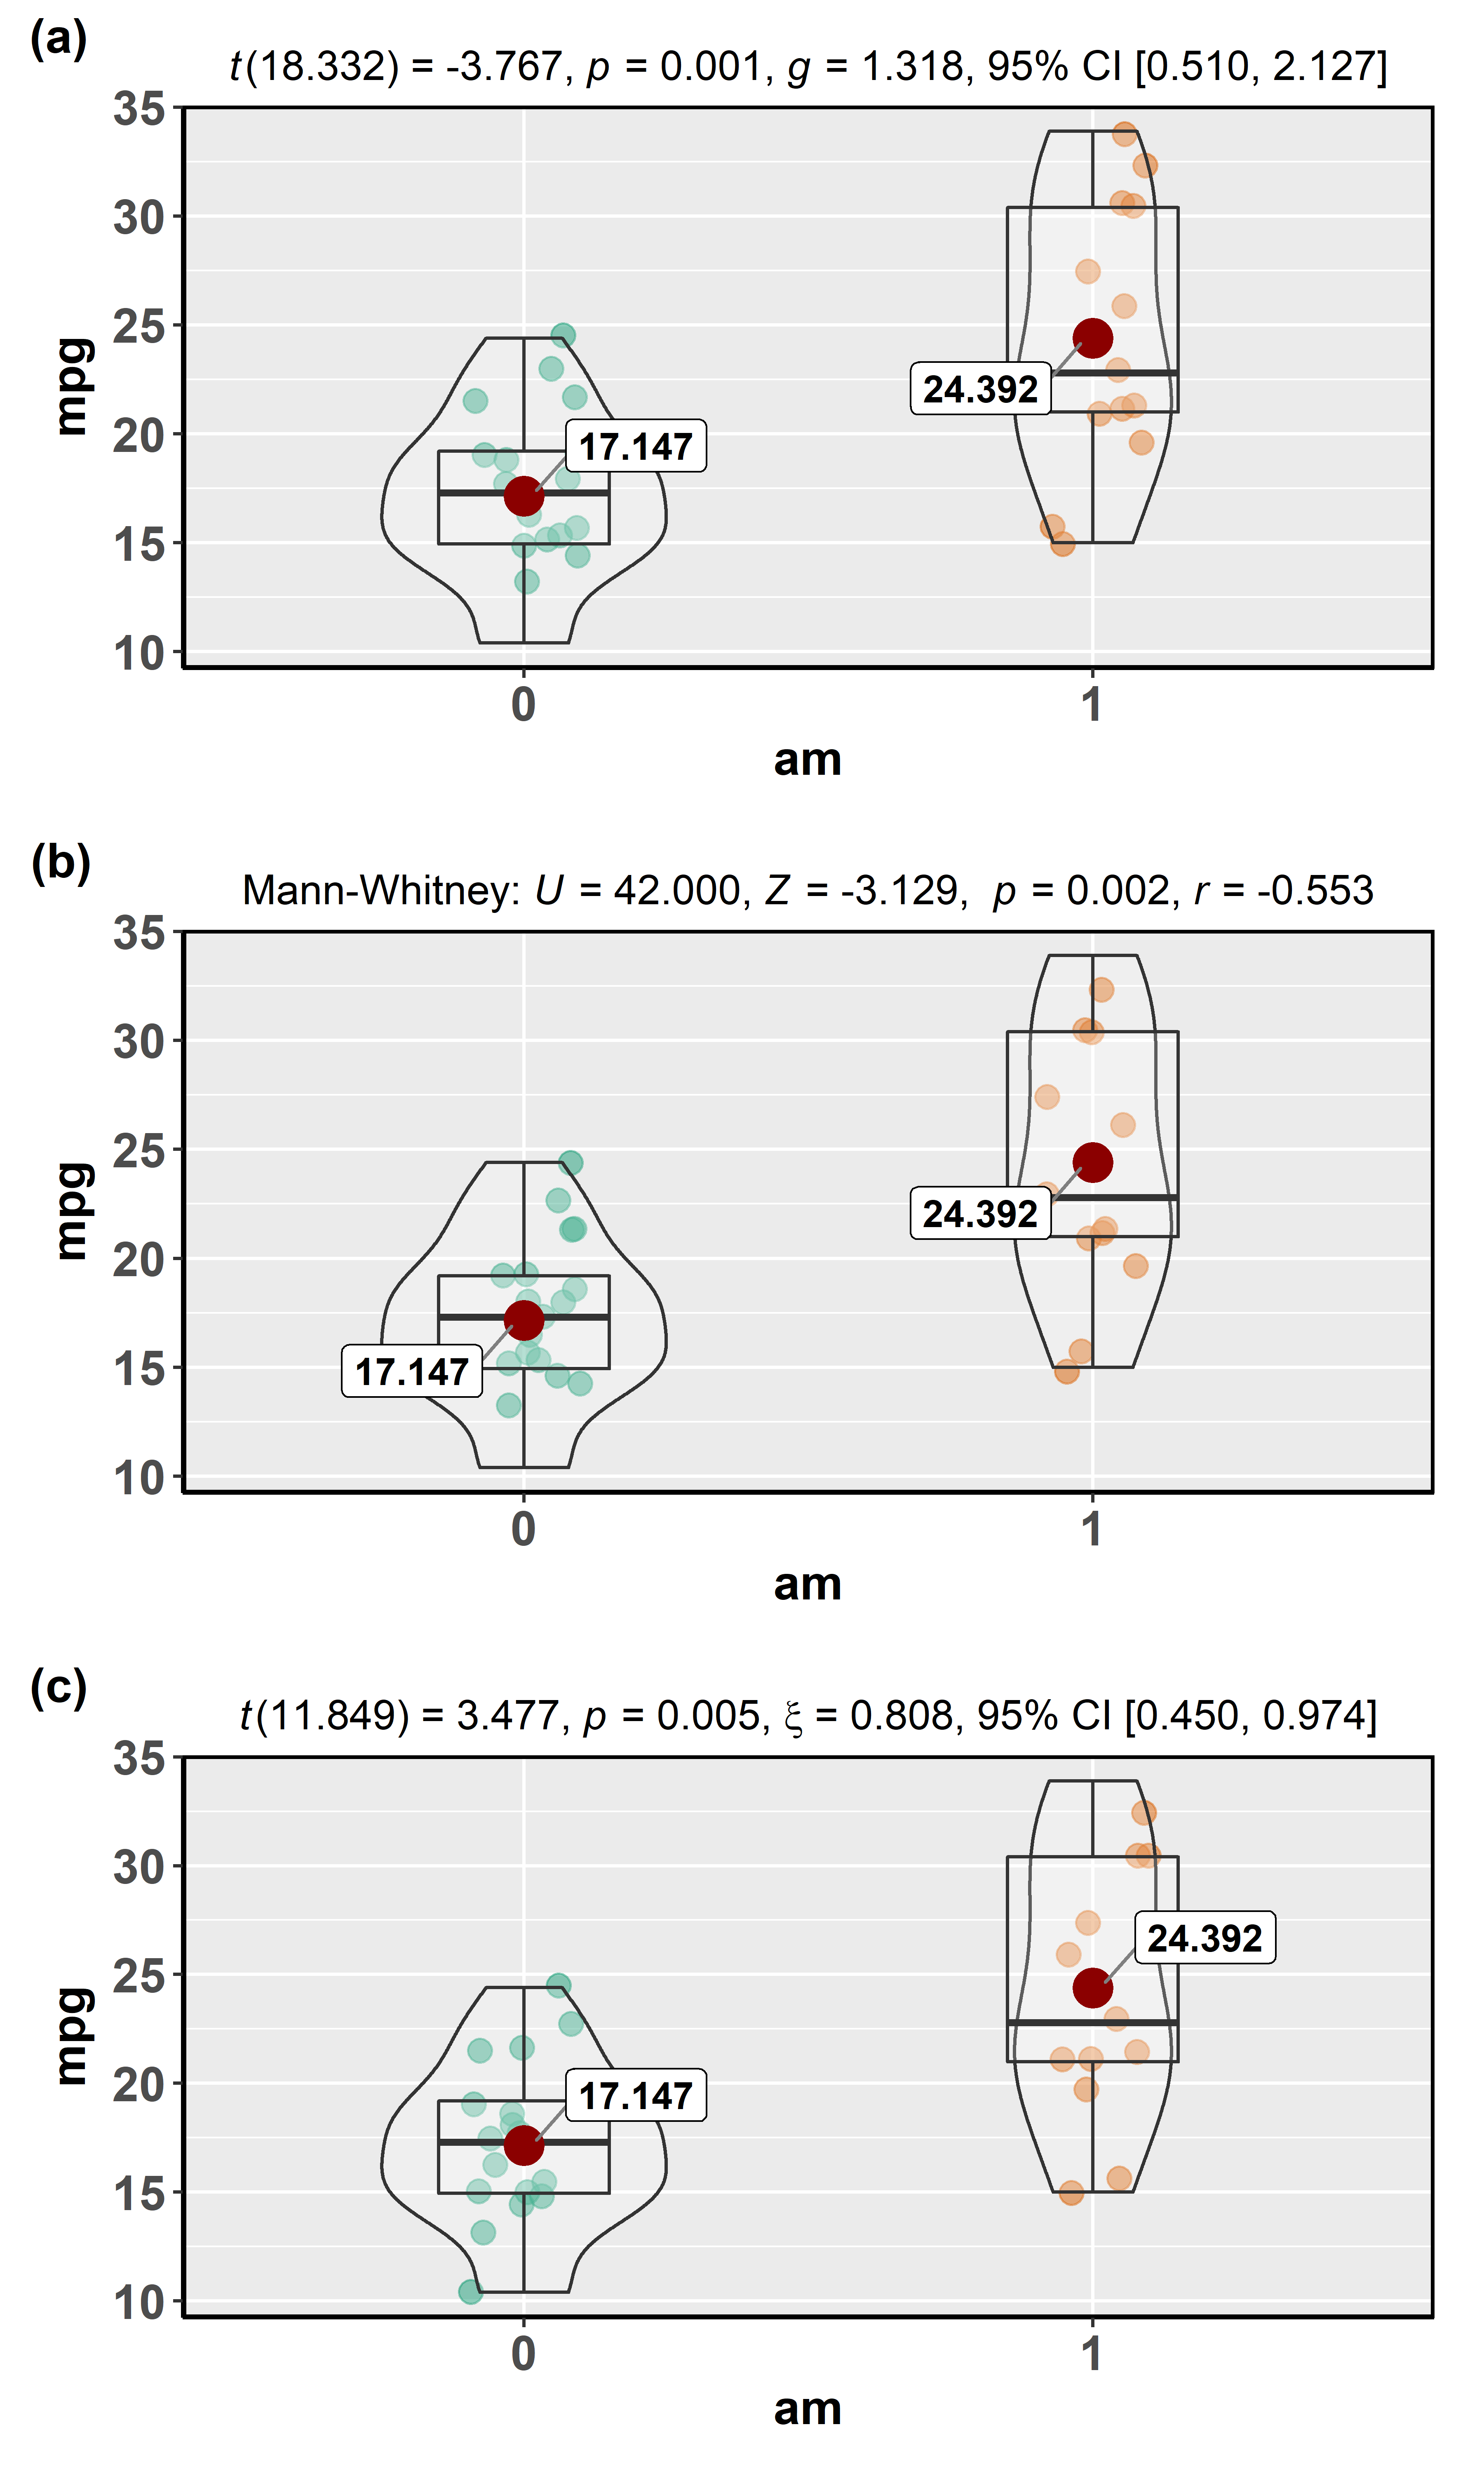 (a)
t(18.332) = -3.767, p = 0.001, g = 1.318, 95% CI [0.510, 2.127]
35
30
25
20
15
10
mpg
24.392
17.147
0 1
am
(b)
Mann-Whitney: U = 42.000, Z = -3.129, p = 0.002, r = -0.553
35
30
25
20
15
10
mpg
24.392
17.147
0 1
am
(c)
t(11.849) = 3.477, p = 0.005, ξ = 0.808, 95% CI [0.450, 0.974]
35
30
25
20
15
10
mpg
24.392
17.147
0 1
am